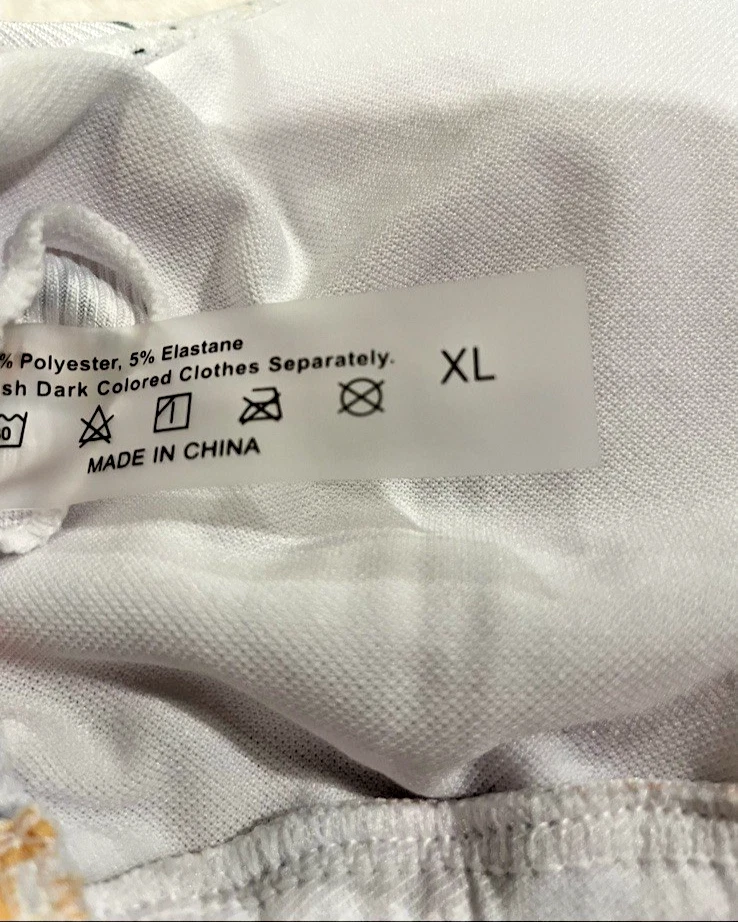 % Polyester, 5% Elastane
sh Dark Colored Clothes Separately.
XL
MADE IN CHINA